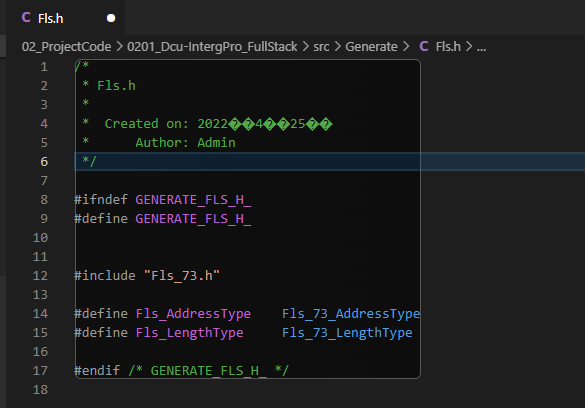 C Fls.h
02_ProjectCode > 0201_Dcu-IntergPro_FullStack > src > Generate > C Fls.h > ...
1 /*
2  * Fls.h
3  *
4  *  Created on: 2022��4��25��
5  *      Author: Admin
6  */
7
8 #ifndef GENERATE_FLS_H_
9 #define GENERATE_FLS_H_
10
11
12 #include "Fls_73.h"
13
14 #define Fls_AddressType    Fls_73_AddressType
15 #define Fls_LengthType     Fls_73_LengthType
16
17 #endif /* GENERATE_FLS_H_ */
18